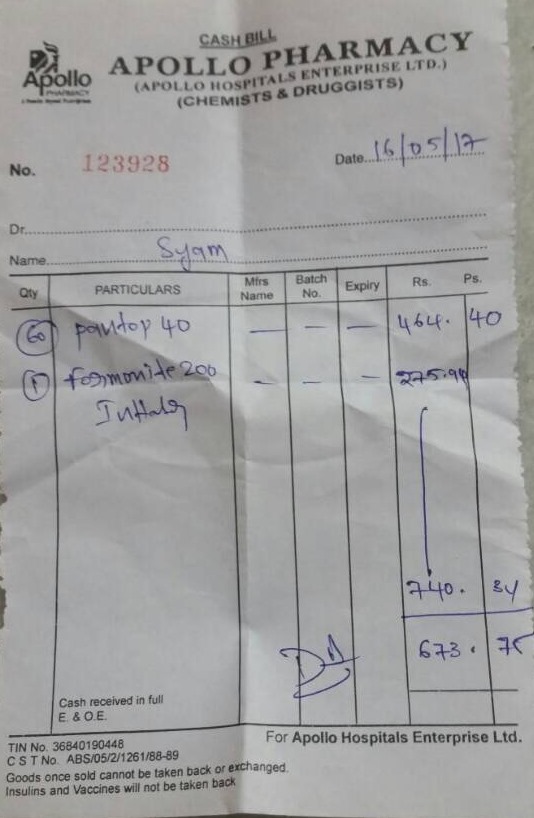 CASH BILL
Apollo
PHARMACY
APOLLO PHARMACY
(APOLLO HOSPITALS ENTERPRISE LTD.)
(CHEMISTS & DRUGGISTS)
No. 123928 Date 16/05/17
Dr.
Name Syam
Qty PARTICULARS Mfrs Name Batch No. Expiry Rs. Ps.
60 pantop 40 — — — 464. 40
1 formonite 200 — — — 275.94
740. 34
673. 75
Cash received in full
E. & O.E.
For Apollo Hospitals Enterprise Ltd.
TIN No. 36840190448
C S T No. ABS/05/2/1261/88-89
Goods once sold cannot be taken back or exchanged.
Insulins and Vaccines will not be taken back